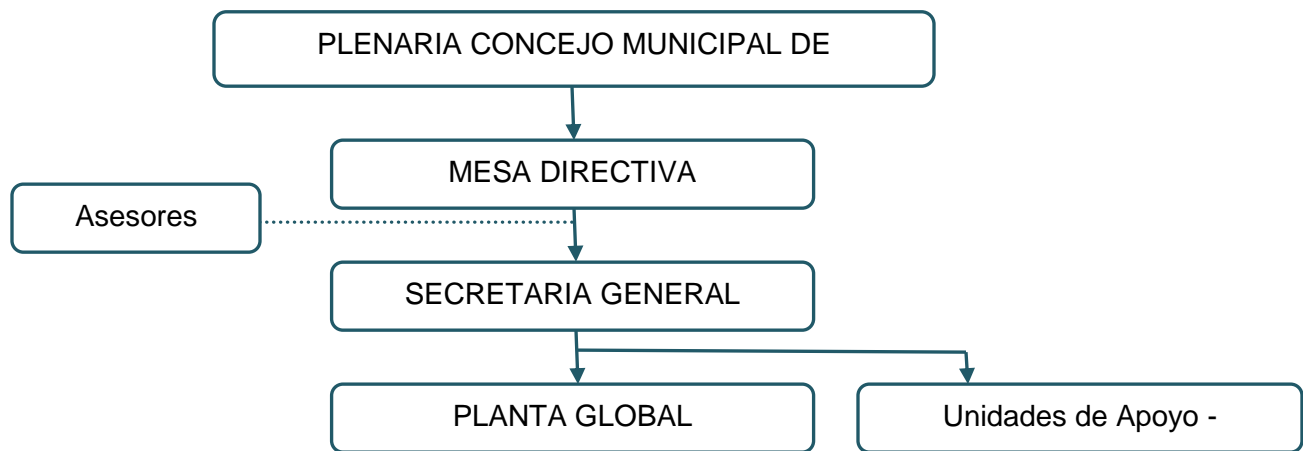 PLENARIA CONCEJO MUNICIPAL DE
MESA DIRECTIVA
Asesores
SECRETARIA GENERAL
PLANTA GLOBAL
Unidades de Apoyo -